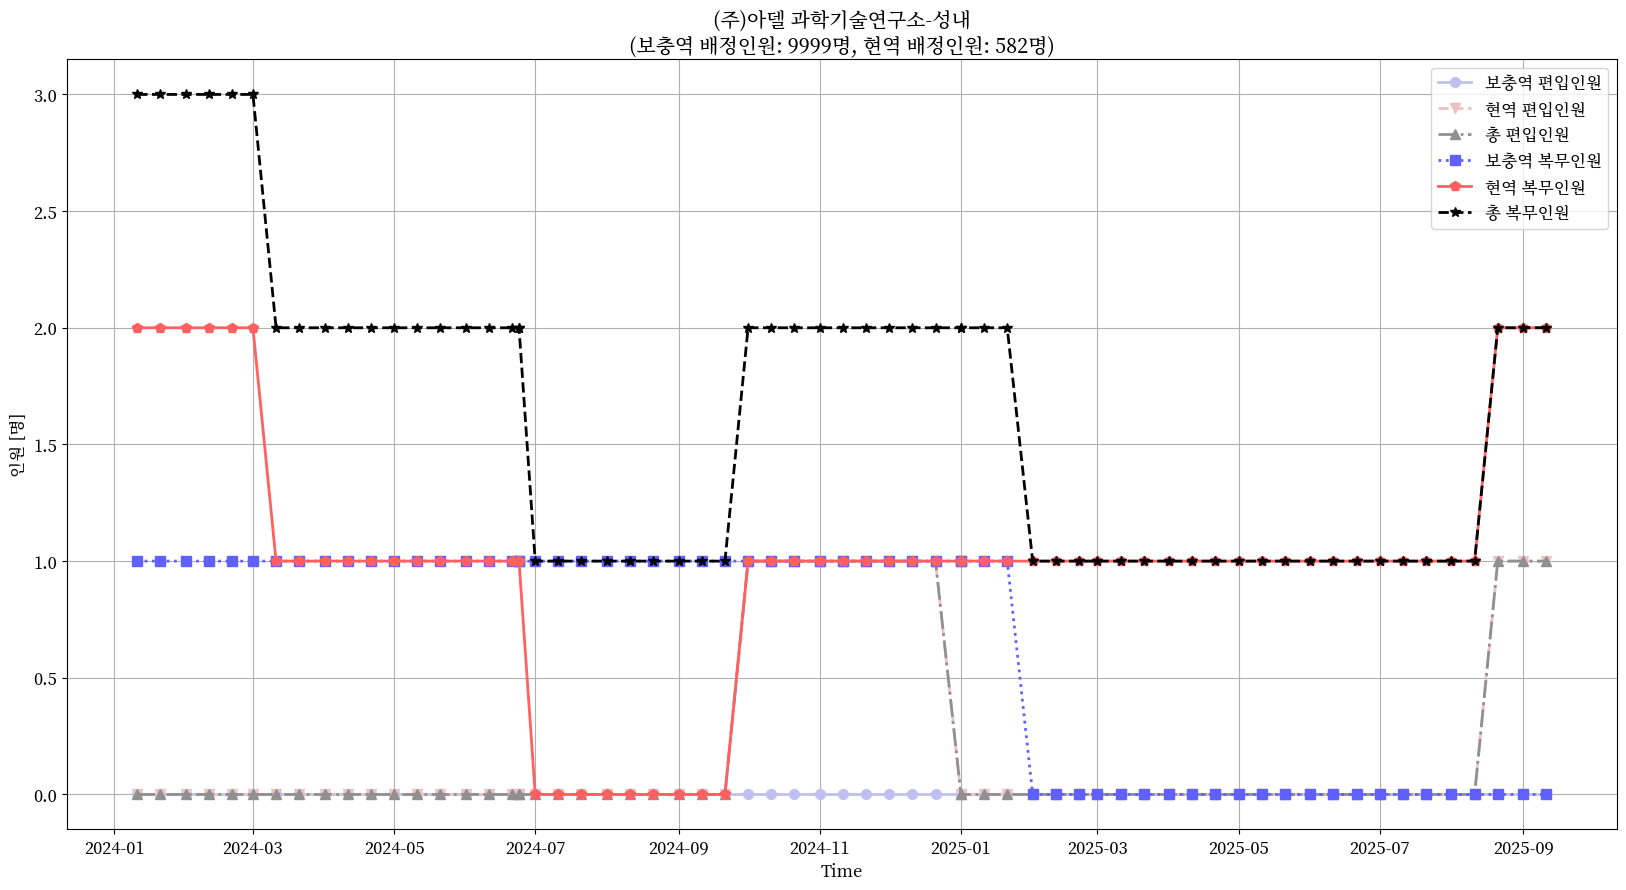 (주)아델 과학기술연구소-성내
(보충역 배정인원: 9999명, 현역 배정인원: 582명)
보충역 편입인원
현역 편입인원
총 편입인원
보충역 복무인원
현역 복무인원
총 복무인원
3.0
2.5
2.0
1.5
1.0
0.5
0.0
인원 [명]
2024-01
2024-03
2024-05
2024-07
2024-09
2024-11
2025-01
2025-03
2025-05
2025-07
2025-09
Time